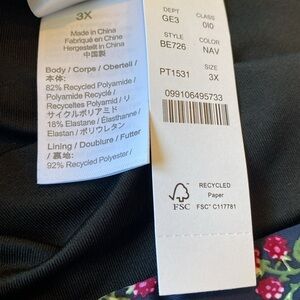 3X
Made in China
Fabriqué en Chine
Hergestellt in China
中国製
Body / Corps / Oberteil /
本体:
82% Recycled Polyamide /
Polyamide Recyclé /
Recyceltes Polyamid / リ
サイクルポリアミド
18% Elastane / Élasthanne /
Elastan / ポリウレタン
Lining / Doublure / Futter
/ 裏地:
92% Recycled Polyester /
DEPT CLASS
GE3 0I0
STYLE COLOR
BE726 NAV
SIZE
PT1531 3X
099106495733
RECYCLED
Paper
FSC
FSC® C117781